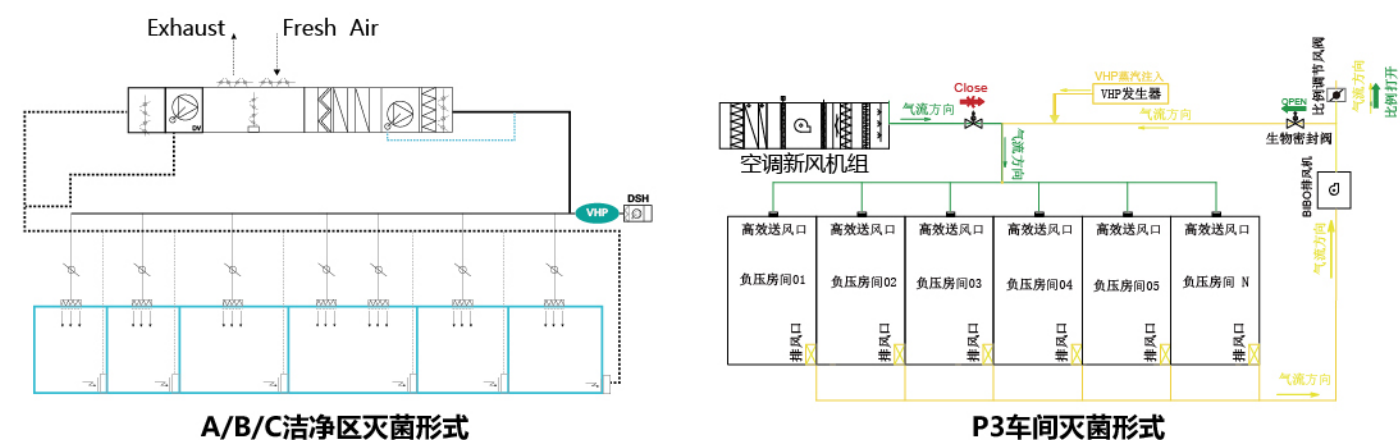 Exhaust
Fresh Air
DV
VHP
DSH
A/B/C洁净区灭菌形式
VHP蒸汽注入
VHP发生器
Close
气流方向
气流方向
OPEN
气流方向
生物密封阀
比例调节风阀
气流方向
比例打开
空调新风机组
气流方向
BIBO排风机
高效送风口
高效送风口
高效送风口
高效送风口
高效送风口
高效送风口
负压房间01
负压房间02
负压房间03
负压房间04
负压房间05
负压房间 N
排风口
排风口
排风口
排风口
排风口
排风口
气流方向
P3车间灭菌形式